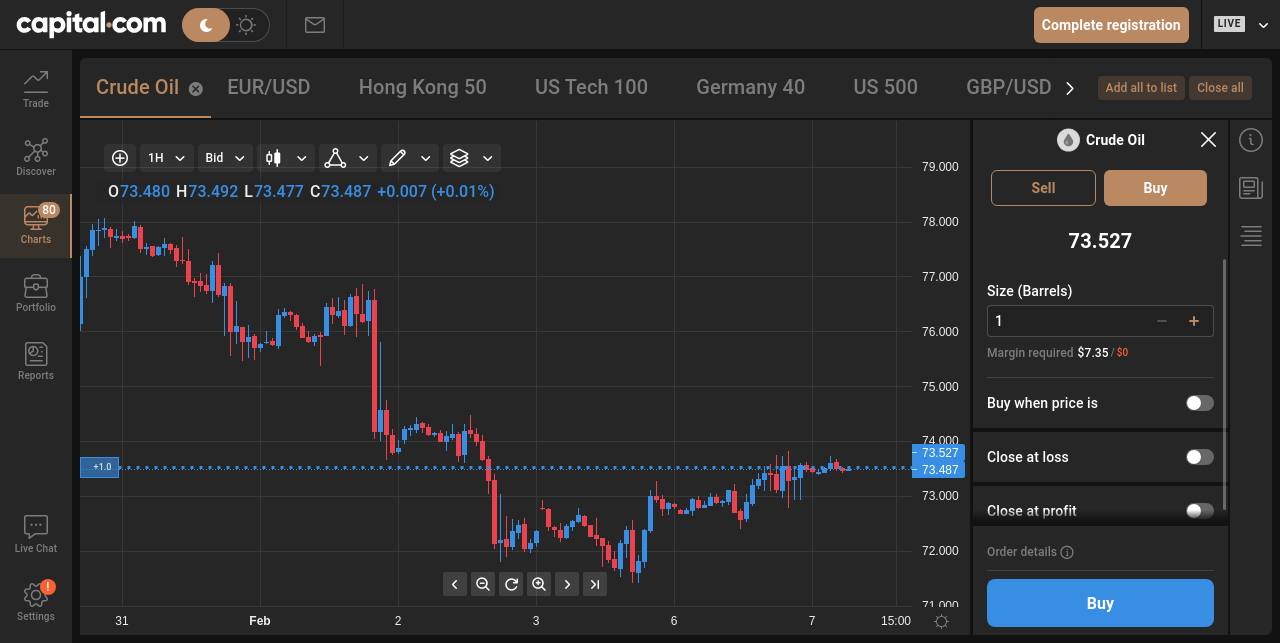 capital.com
Complete registration
LIVE
Trade
Discover
80
Charts
Portfolio
Reports
Live Chat
!
Settings
Crude Oil
EUR/USD
Hong Kong 50
US Tech 100
Germany 40
US 500
GBP/USD
Add all to list
Close all
1H
Bid
O73.480 H73.492 L73.477 C73.487 +0.007 (+0.01%)
79.000
78.000
77.000
76.000
75.000
74.000
73.527
73.487
73.000
72.000
71.000
+1.0
31
Feb
2
3
6
7
15:00
Crude Oil
Sell
Buy
73.527
Size (Barrels)
1
Margin required $7.35 / $0
Buy when price is
Close at loss
Close at profit
Order details
Buy